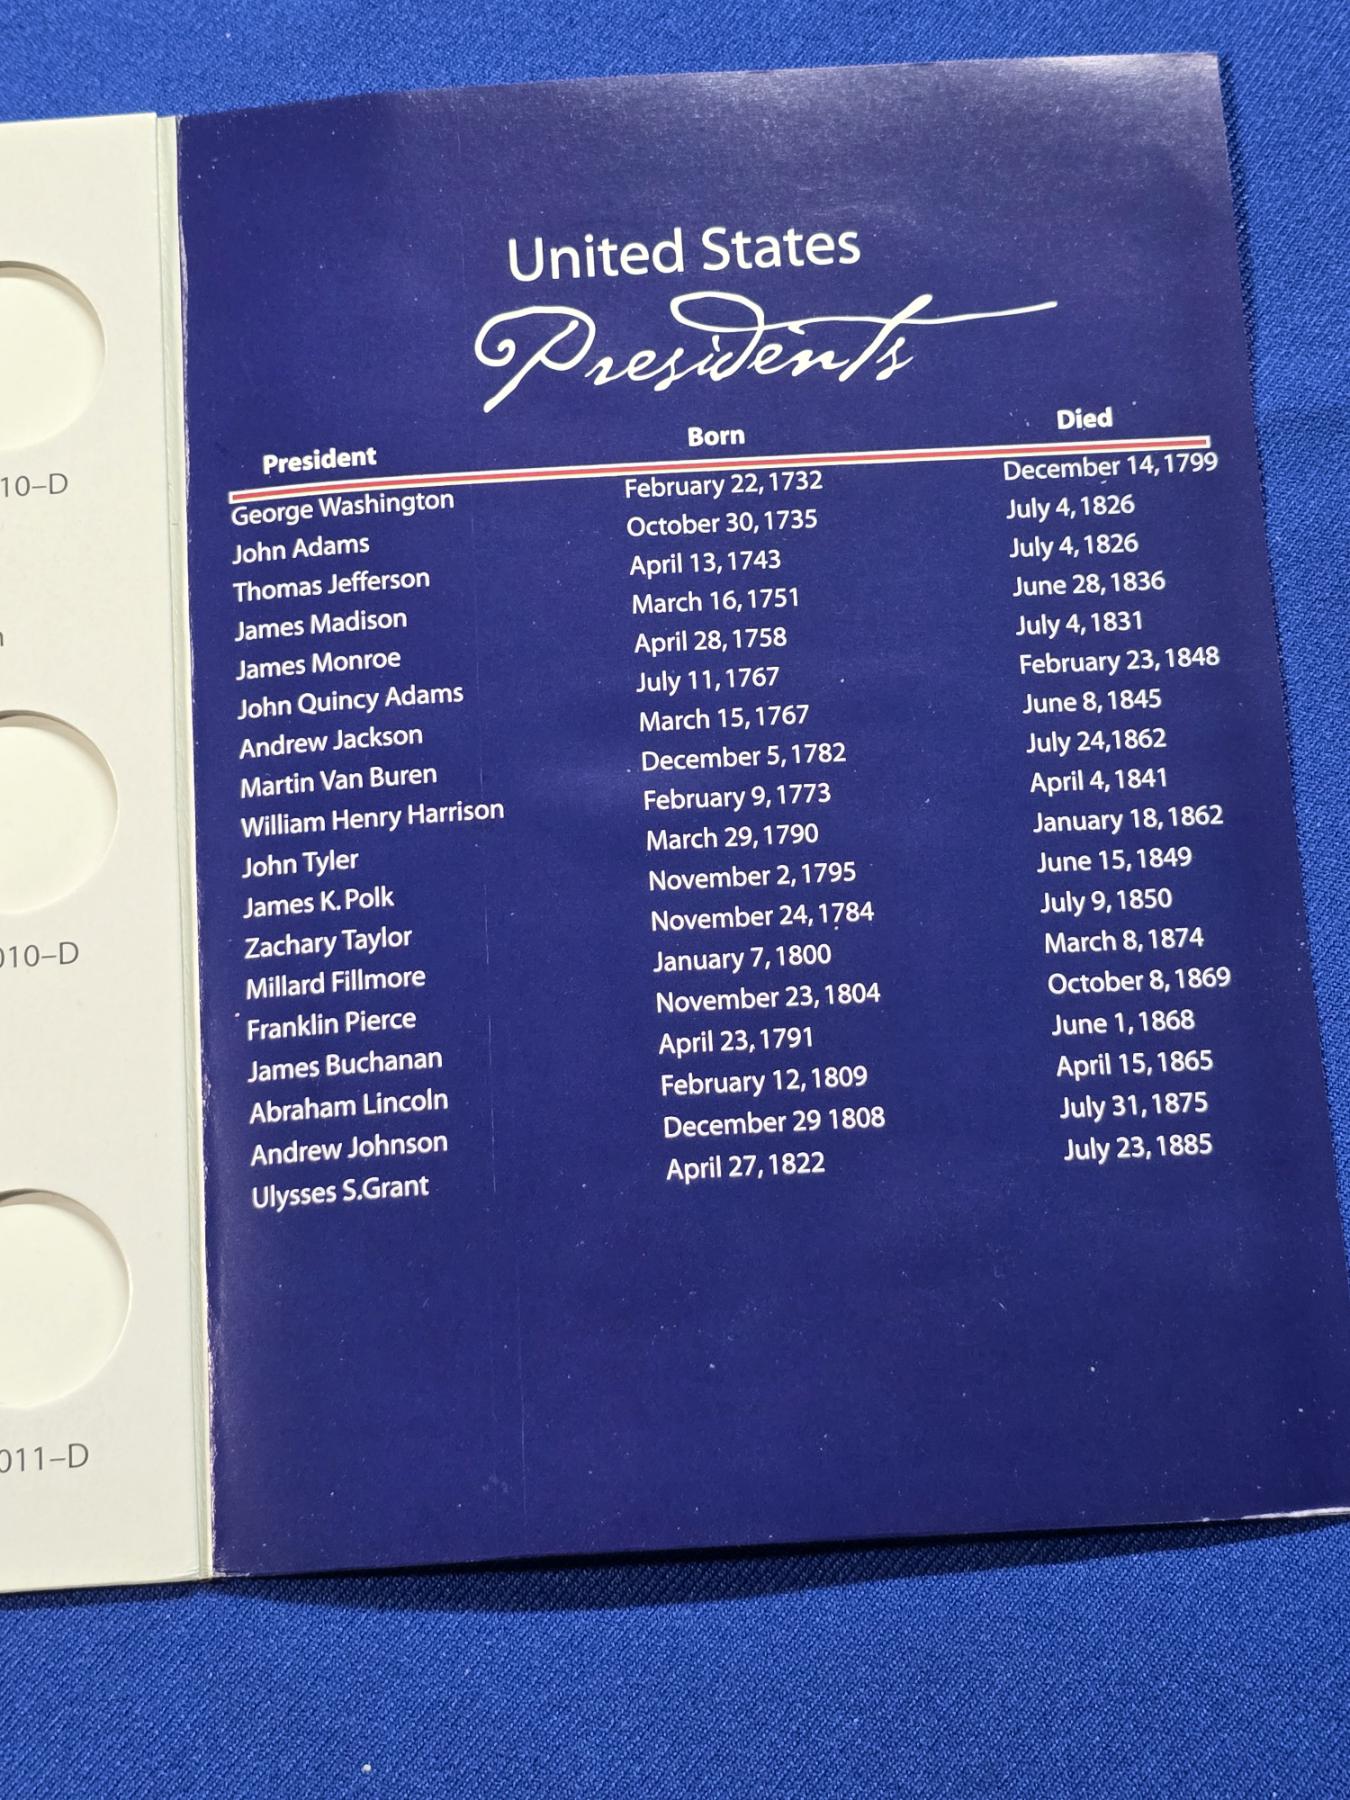 United States
Presidents
President Born Died
George Washington February 22, 1732 December 14, 1799
John Adams October 30, 1735 July 4, 1826
Thomas Jefferson April 13, 1743 July 4, 1826
James Madison March 16, 1751 June 28, 1836
James Monroe April 28, 1758 July 4, 1831
John Quincy Adams July 11, 1767 February 23, 1848
Andrew Jackson March 15, 1767 June 8, 1845
Martin Van Buren December 5, 1782 July 24,1862
William Henry Harrison February 9, 1773 April 4, 1841
John Tyler March 29, 1790 January 18, 1862
James K. Polk November 2, 1795 June 15, 1849
Zachary Taylor November 24, 1784 July 9, 1850
Millard Fillmore January 7, 1800 March 8, 1874
Franklin Pierce November 23, 1804 October 8, 1869
James Buchanan April 23, 1791 June 1, 1868
Abraham Lincoln February 12, 1809 April 15, 1865
Andrew Johnson December 29 1808 July 31, 1875
Ulysses S.Grant April 27, 1822 July 23, 1885
10–D
010–D
011–D